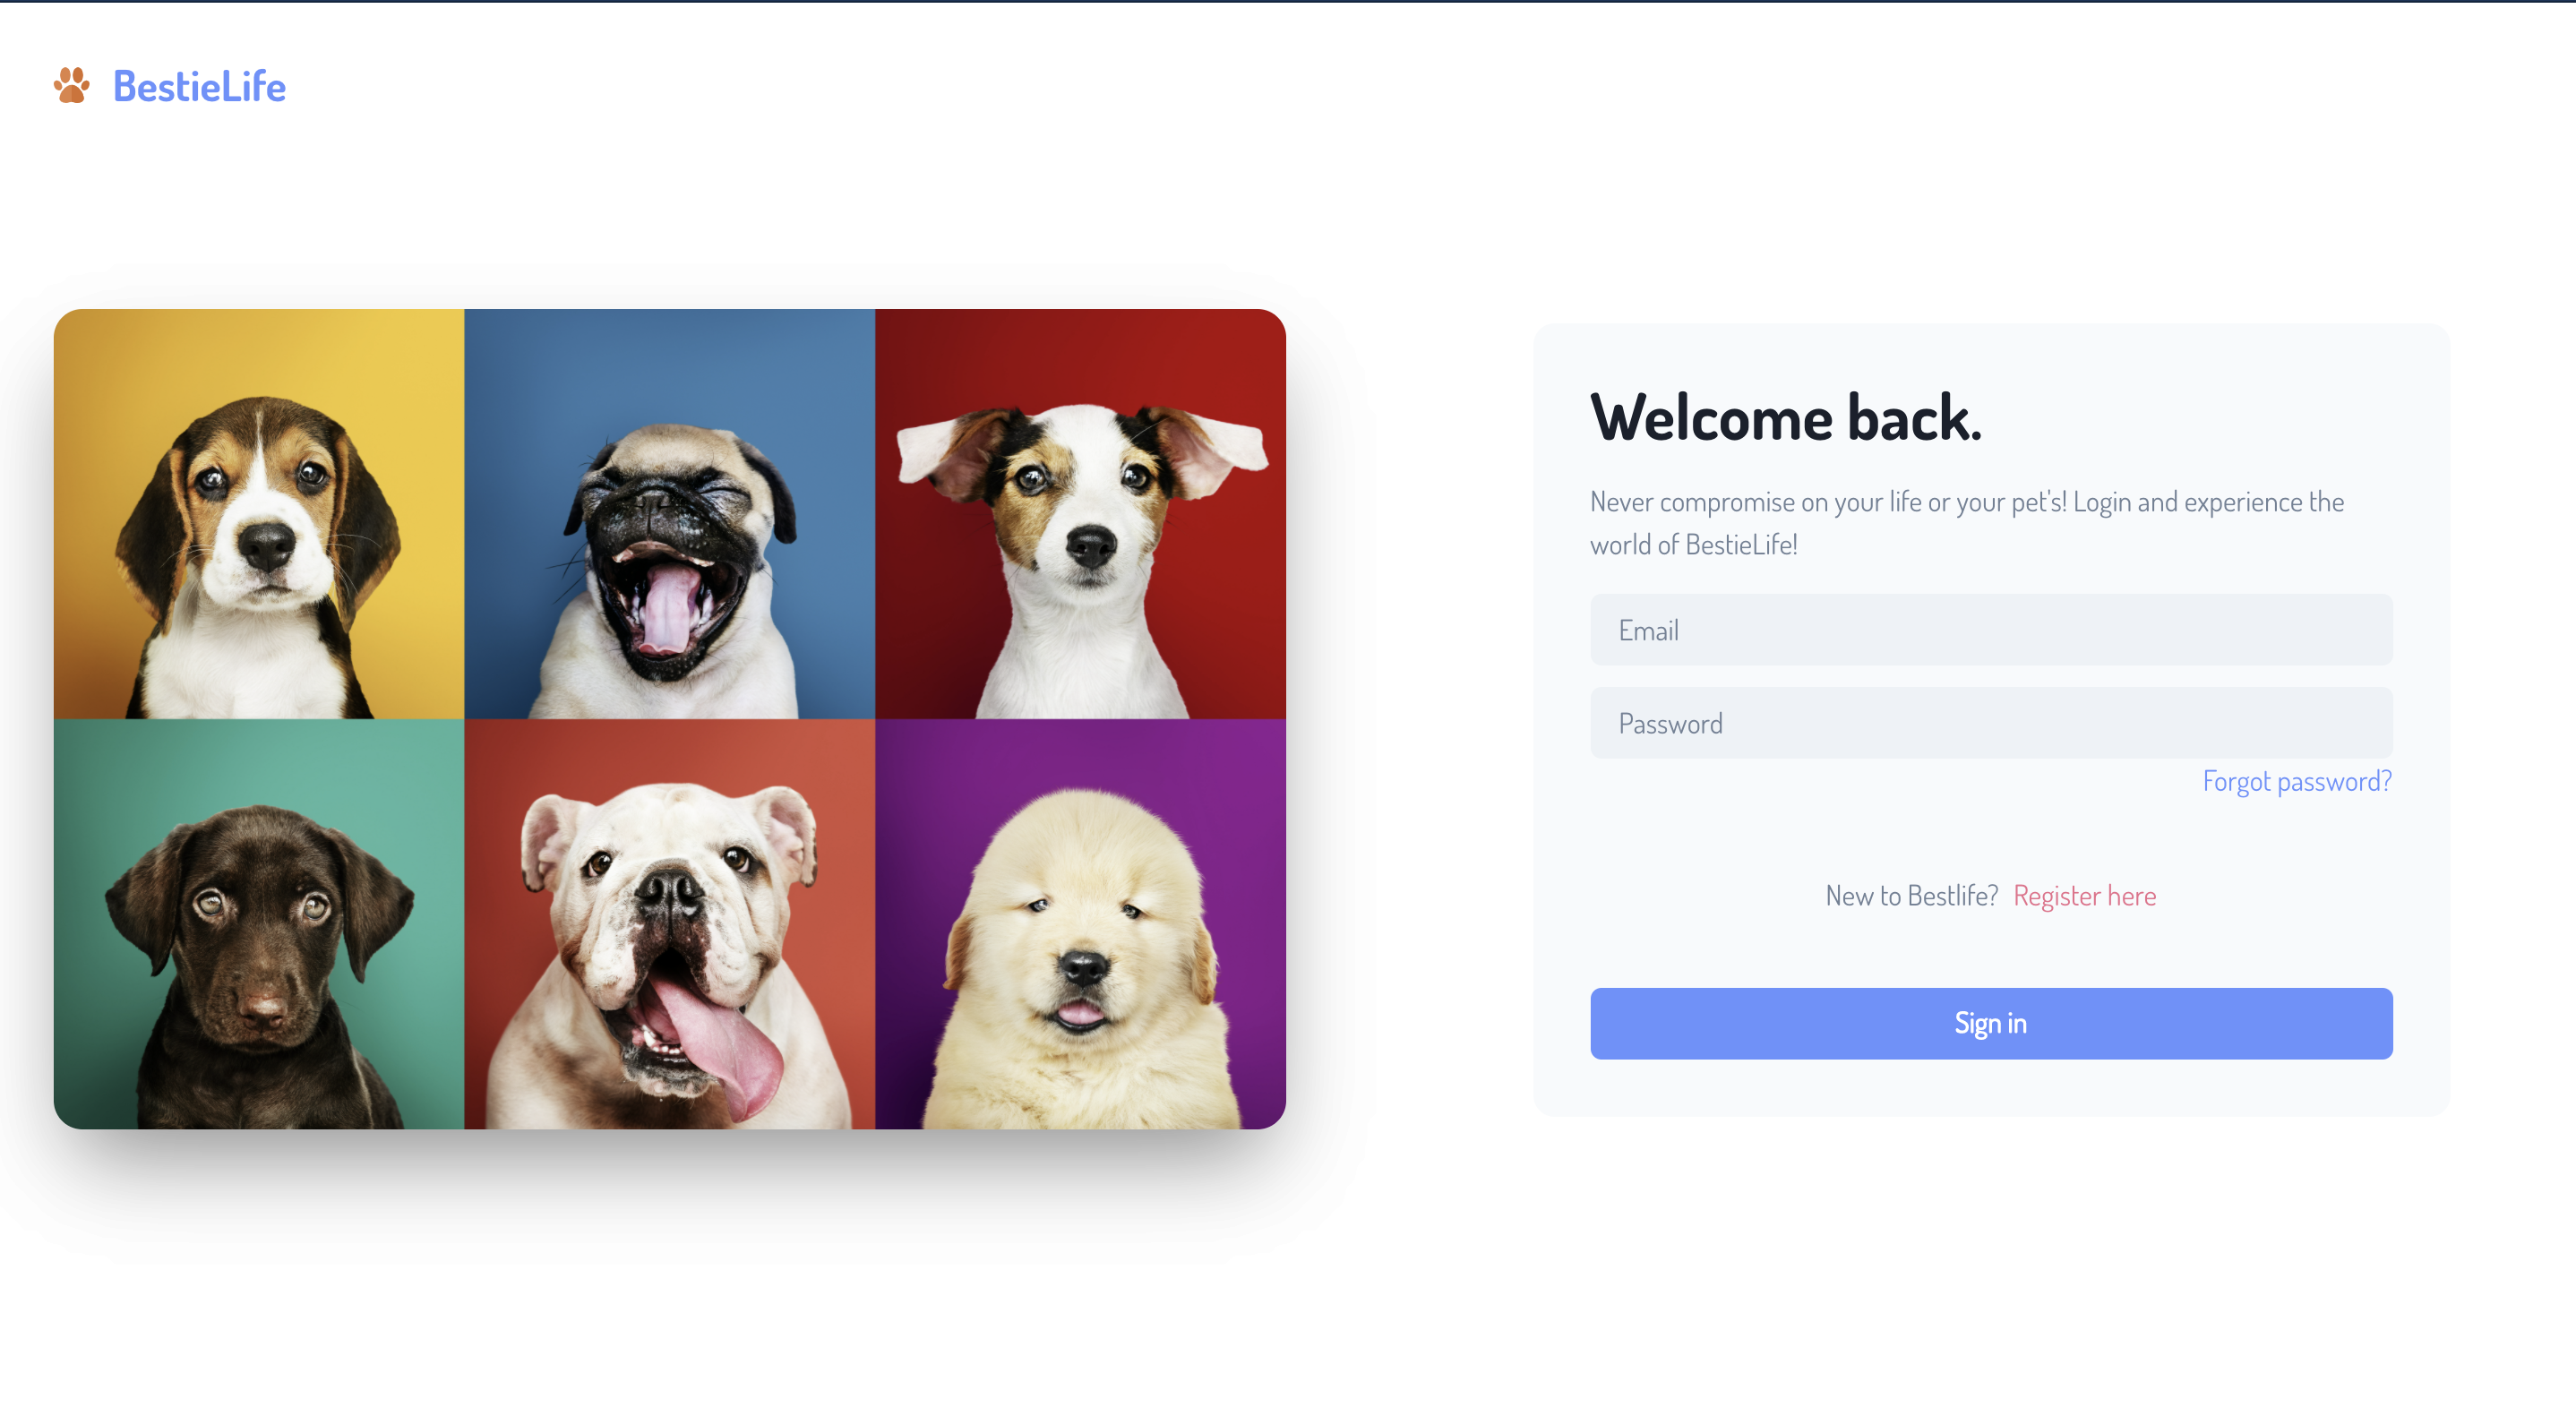 BestieLife
Welcome back.
Never compromise on your life or your pet's! Login and experience the
world of BestieLife!
Email
Password
Forgot password?
New to Bestlife? Register here
Sign in